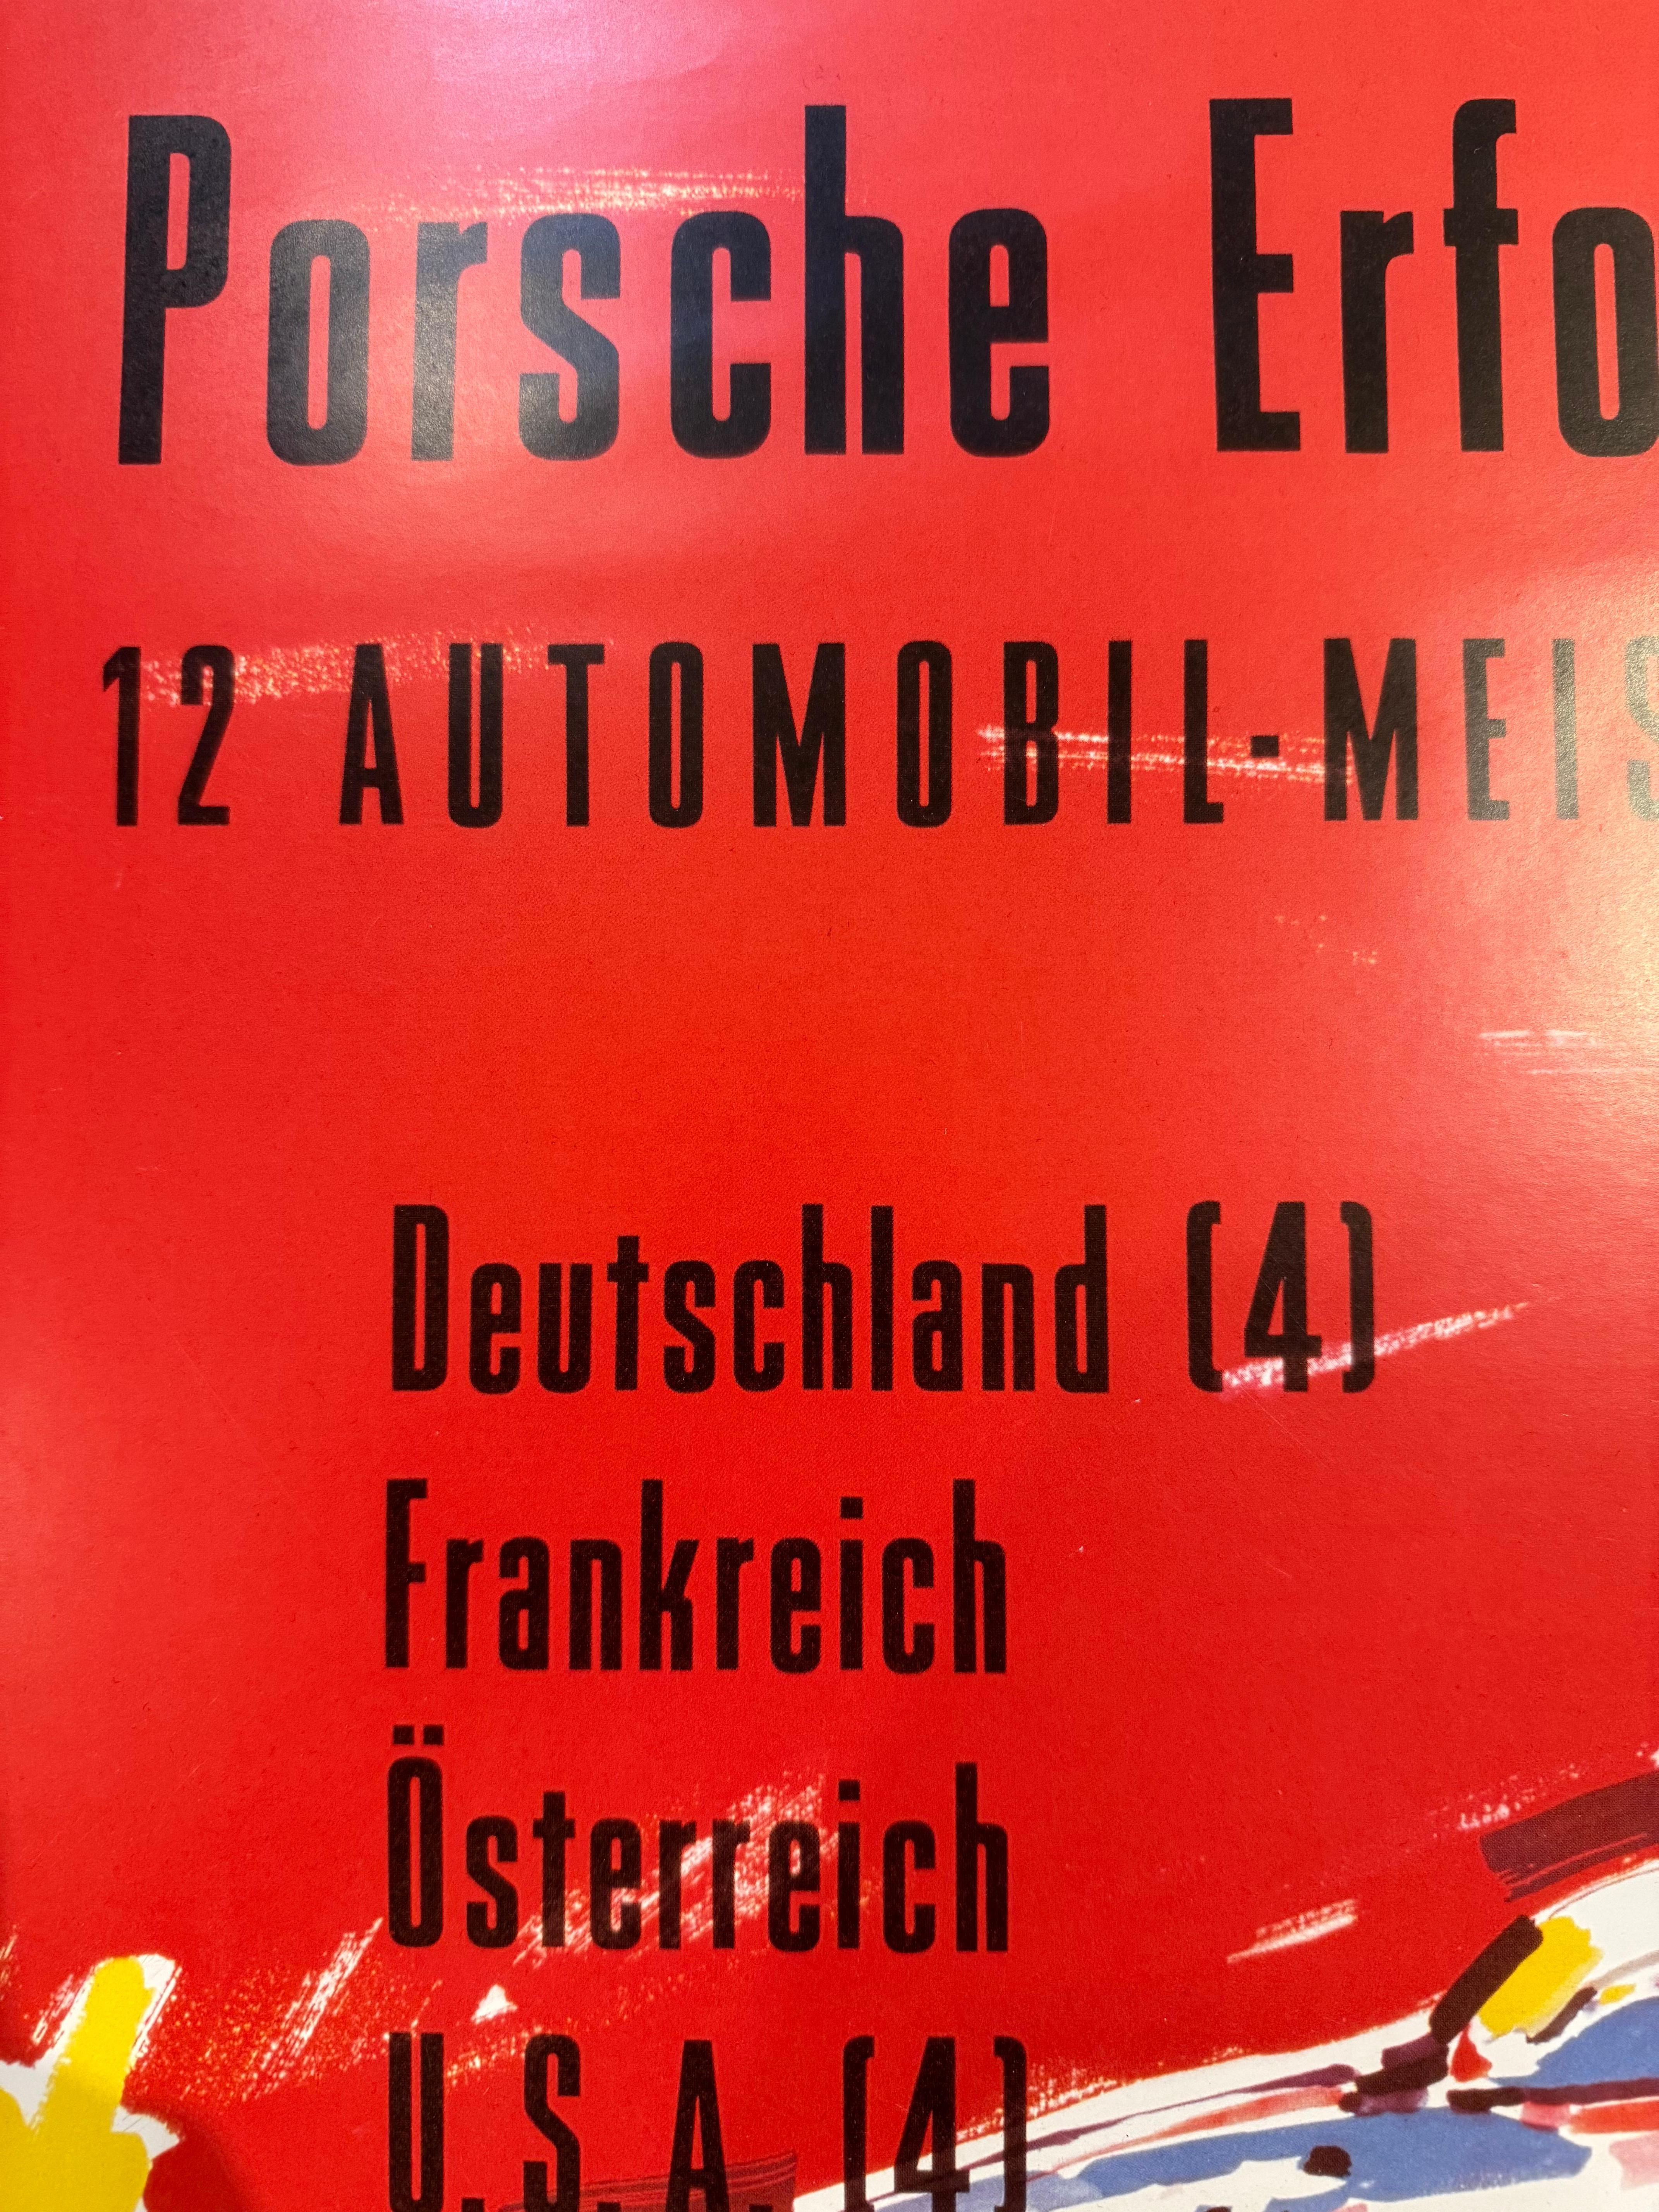 Porsche Erfo
12 AUTOMOBIL-MEIS
Deutschland (4)
Frankreich
Österreich
U.S.A. (4)